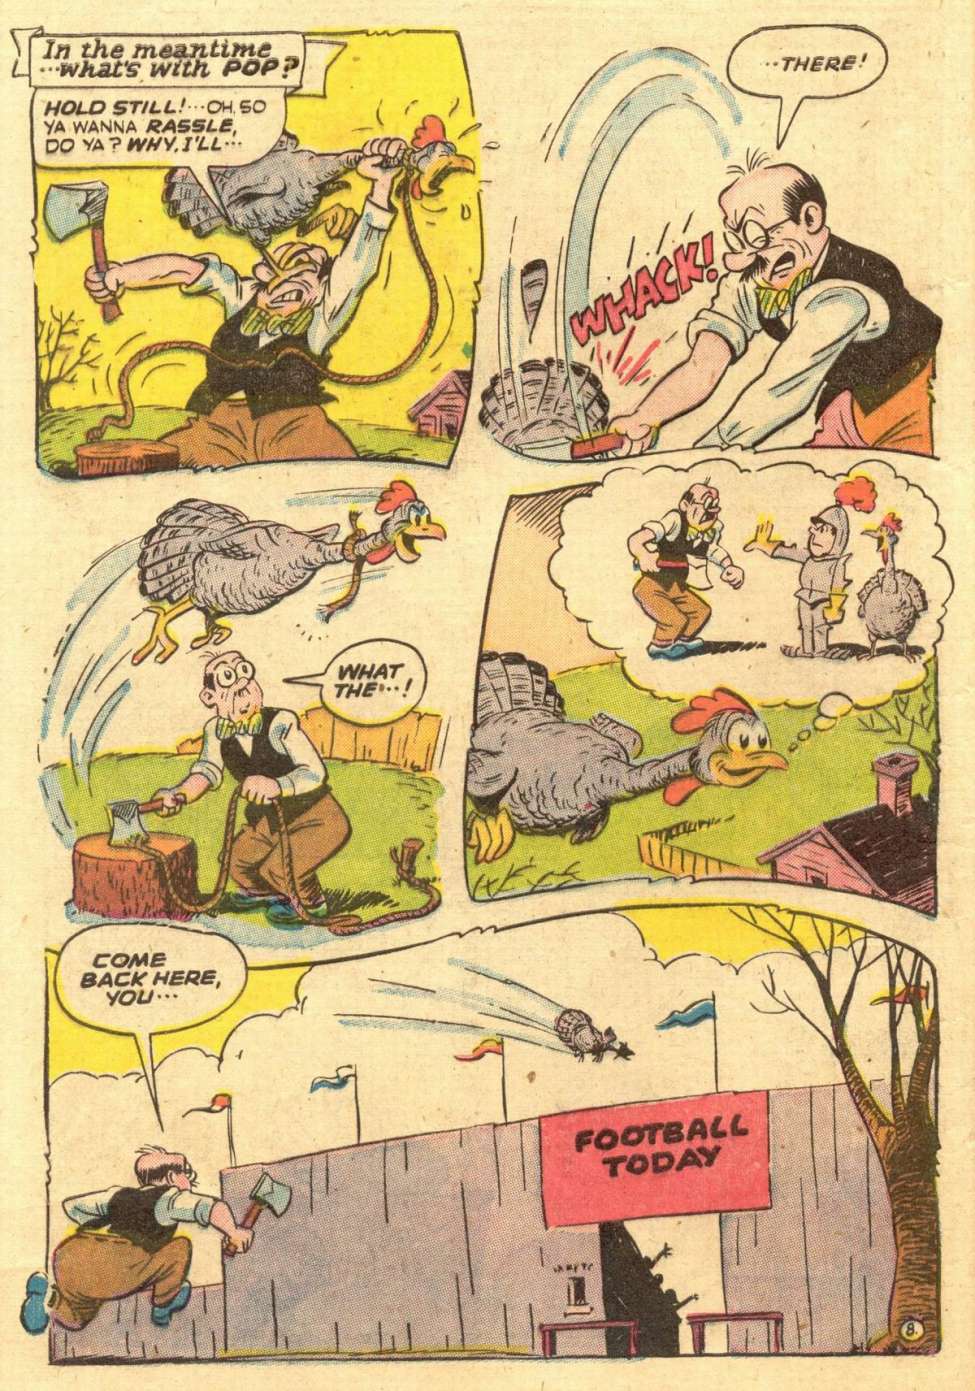 In the meantime
...what's with POP?
HOLD STILL!...OH, SO
YA WANNA RASSLE,
DO YA? WHY, I'LL...
...THERE!
WHACK!
WHAT
THE...!
COME
BACK HERE,
YOU...
FOOTBALL
TODAY
8.